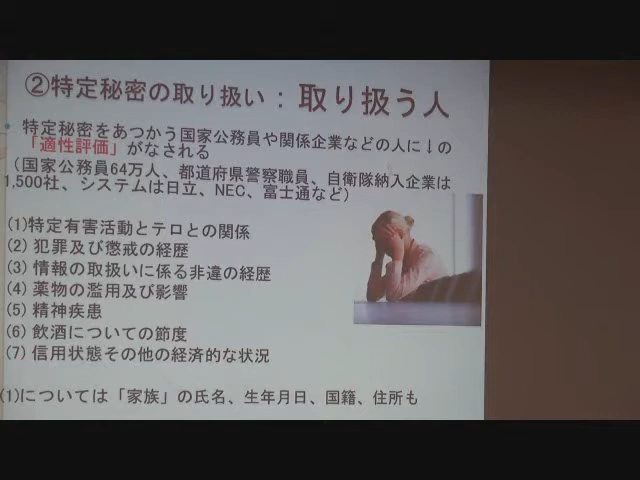 ②特定秘密の取り扱い：取り扱う人
・特定秘密をあつかう国家公務員や関係企業などの人に↓の
「適性評価」がなされる
（国家公務員64万人、都道府県警察職員、自衛隊納入企業は
1,500社、システムは日立、NEC、富士通など）
(1)特定有害活動とテロとの関係
(2) 犯罪及び懲戒の経歴
(3) 情報の取扱いに係る非違の経歴
(4) 薬物の濫用及び影響
(5) 精神疾患
(6) 飲酒についての節度
(7) 信用状態その他の経済的な状況
(1)については「家族」の氏名、生年月日、国籍、住所も